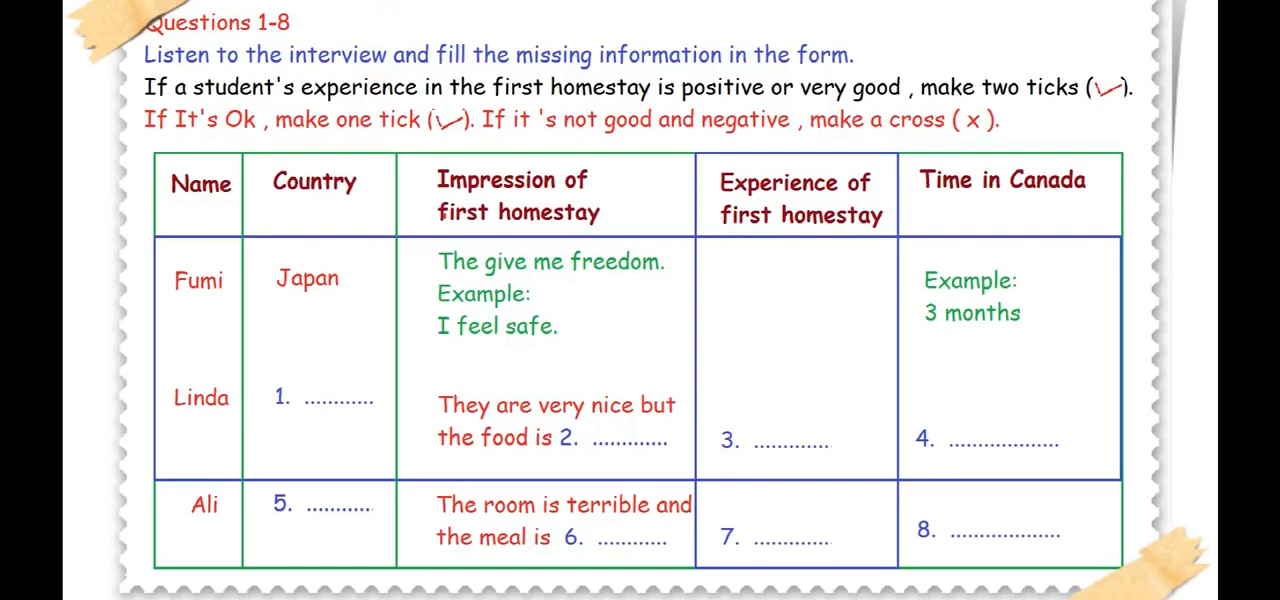 Questions 1-8
Listen to the interview and fill the missing information in the form.
If a student's experience in the first homestay is positive or very good , make two ticks (✓).
If It's Ok , make one tick (✓). If it 's not good and negative , make a cross ( x ).
Name
Country
Impression of
first homestay
Experience of
first homestay
Time in Canada
Fumi
Japan
The give me freedom.
Example:
I feel safe.
Example:
3 months
Linda
1. ............
They are very nice but
the food is 2. .............
3. .............
4. ...................
Ali
5. ...........
The room is terrible and
the meal is 6. ............
7. .............
8. ...................